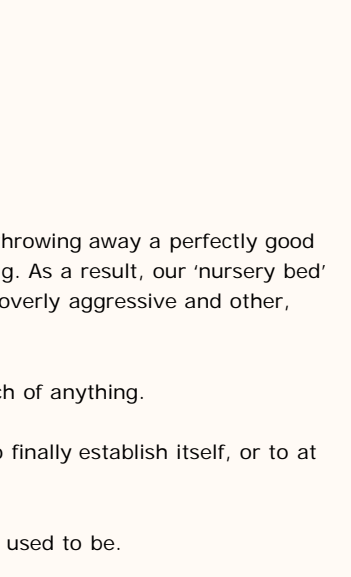 hrowing away a perfectly good
g. As a result, our ‘nursery bed’
overly aggressive and other,
ch of anything.
finally establish itself, or to at
used to be.